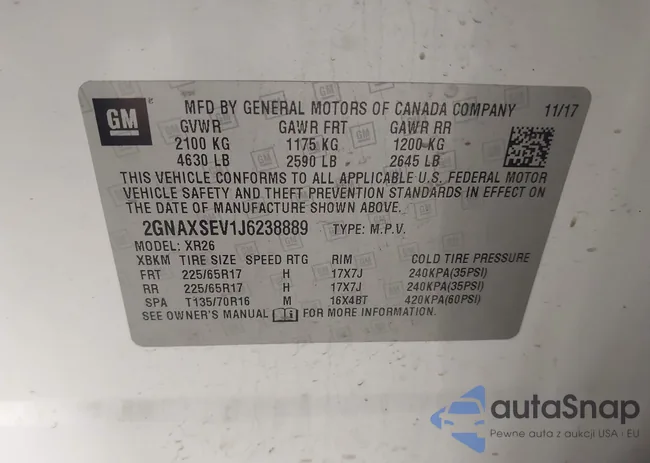 GM
®
MFD BY GENERAL MOTORS OF CANADA COMPANY 11/17
GVWR GAWR FRT GAWR RR
2100 KG 1175 KG 1200 KG
4630 LB 2590 LB 2645 LB
THIS VEHICLE CONFORMS TO ALL APPLICABLE U.S. FEDERAL MOTOR
VEHICLE SAFETY AND THEFT PREVENTION STANDARDS IN EFFECT ON
THE DATE OF MANUFACTURE SHOWN ABOVE.
2GNAXSEV1J6238889 TYPE: M.P.V.
MODEL: XR26
XBKM TIRE SIZE SPEED RTG RIM COLD TIRE PRESSURE
FRT 225/65R17 H 17X7J 240KPA(35PSI)
RR 225/65R17 H 17X7J 240KPA(35PSI)
SPA T135/70R16 M 16X4BT 420KPA(60PSI)
SEE OWNER'S MANUAL FOR MORE INFORMATION.
autaSnap
Pewne auta z aukcji USA i EU